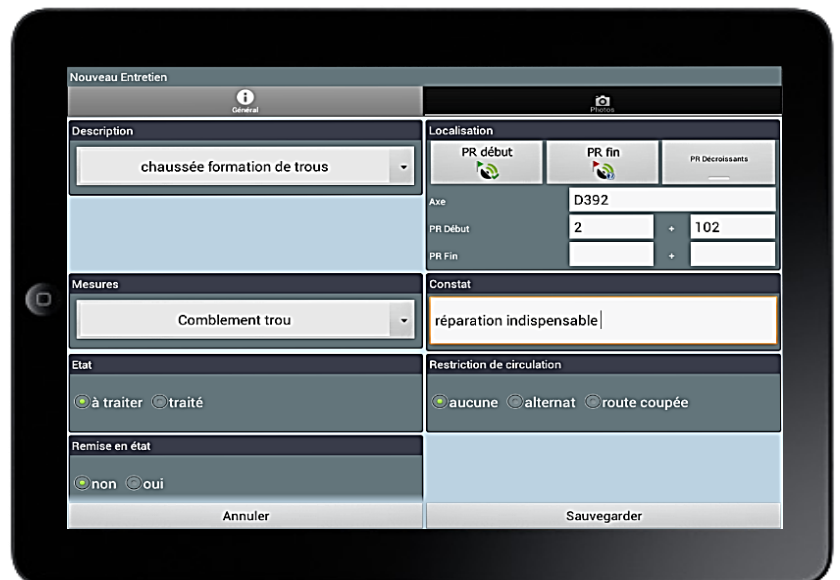 Nouveau Entretien
Général
Photos
Description
chaussée formation de trous
Localisation
PR début
PR fin
PR Décroissants
Axe
D392
PR Début
2 + 102
PR Fin
+
Mesures
Comblement trou
Constat
réparation indispensable
Etat
à traiter traité
Restriction de circulation
aucune alternat route coupée
Remise en état
non oui
Annuler
Sauvegarder